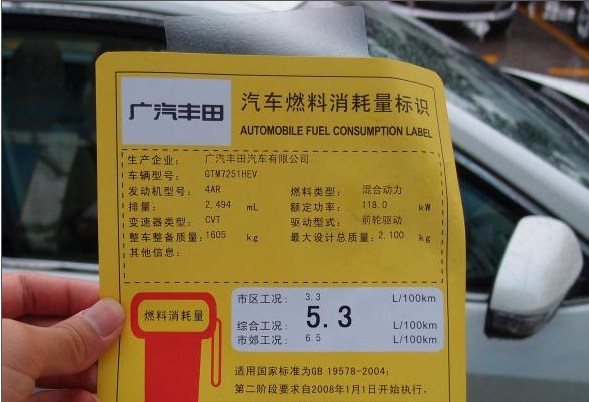 广汽丰田
汽车燃料消耗量标识
AUTOMOBILE FUEL CONSUMPTION LABEL
生产企业： 广汽丰田汽车有限公司
车辆型号： GTM7251HEV
发动机型号： 4AR 燃料类型： 混合动力
排量： 2,494 mL 额定功率： 118.0 kW
变速器类型： CVT 驱动型式： 前轮驱动
整车整备质量： 1605 kg 最大设计总质量： 2,100 kg
其他信息：
燃料消耗量
市区工况： 3.3 L/100km
综合工况： 5.3 L/100km
市郊工况： 6.5 L/100km
适用国家标准为GB 19578-2004;
第二阶段要求自2008年1月1日开始执行，